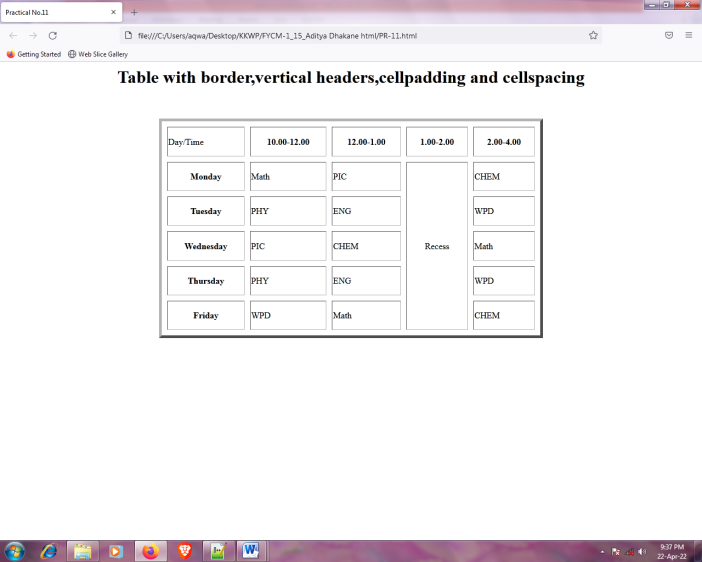 Practical No.11
file:///C:/Users/aqwa/Desktop/KKWP/FYCM-1_15_Aditya Dhakane html/PR-11.html
Getting Started Web Slice Gallery
Table with border,vertical headers,cellpadding and cellspacing
Day/Time 10.00-12.00 12.00-1.00 1.00-2.00 2.00-4.00
Monday Math PIC CHEM
Tuesday PHY ENG WPD
Wednesday PIC CHEM Recess Math
Thursday PHY ENG WPD
Friday WPD Math CHEM
9:37 PM
22-Apr-22